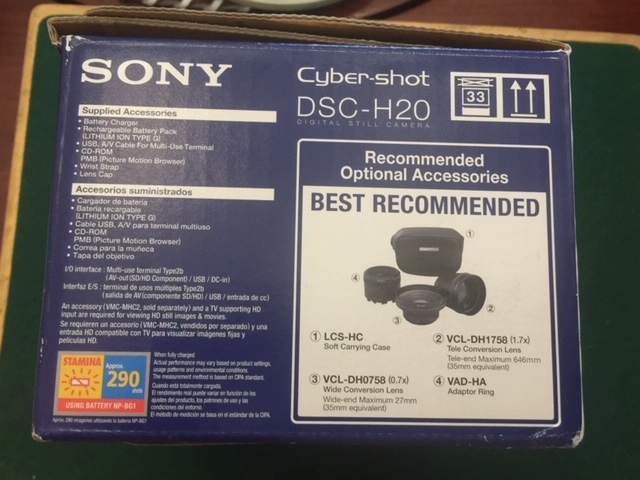 SONY
Supplied Accessories
• Battery Charger
• Rechargeable Battery Pack
(LITHIUM ION TYPE G)
• USB, A/V Cable For Multi-Use Terminal
• CD-ROM
PMB (Picture Motion Browser)
• Wrist Strap
• Lens Cap
Accesorios suministrados
• Cargador de batería
• Batería recargable
(LITHIUM ION TYPE G)
• Cable USB, A/V para terminal multiuso
• CD-ROM
PMB (Picture Motion Browser)
• Correa para la muñeca
• Tapa del objetivo
I/O interface : Multi-use terminal Type2b
(AV-out(SD/HD Component) / USB / DC-in)
Interfaz E/S : terminal de usos múltiples Type2b
(salida de AV(componente SD/HD) / USB / entrada de cc)
An accessory (VMC-MHC2, sold separately) and a TV supporting HD
input are required for viewing HD still images & movies.
Se requieren un accesorio (VMC-MHC2, vendidos por separado) y una
entrada HD compatible con TV para visualizar imágenes fijas y
películas HD.
STAMINA
Approx.
290
shots
USING BATTERY NP-BG1
Aprox. 290 imágenes utilizando la batería NP-BG1
When fully charged.
Actual performance may vary based on product settings,
usage patterns and environmental conditions.
The measurement method is based on CIPA standard.
Cuando está totalmente cargada.
El rendimiento real puede variar en función de los
ajustes del producto, los patrones de uso y las
condiciones del entorno.
El método de medición se basa en el estándar de la CIPA.
Cyber-shot
DSC-H20
DIGITAL STILL CAMERA
33
Recommended
Optional Accessories
BEST RECOMMENDED
①
④
②
③
① LCS-HC
Soft Carrying Case
② VCL-DH1758 (1.7x)
Tele Conversion Lens
Tele-end Maximum 646mm
(35mm equivalent)
③ VCL-DH0758 (0.7x)
Wide Conversion Lens
Wide-end Maximum 27mm
(35mm equivalent)
④ VAD-HA
Adaptor Ring